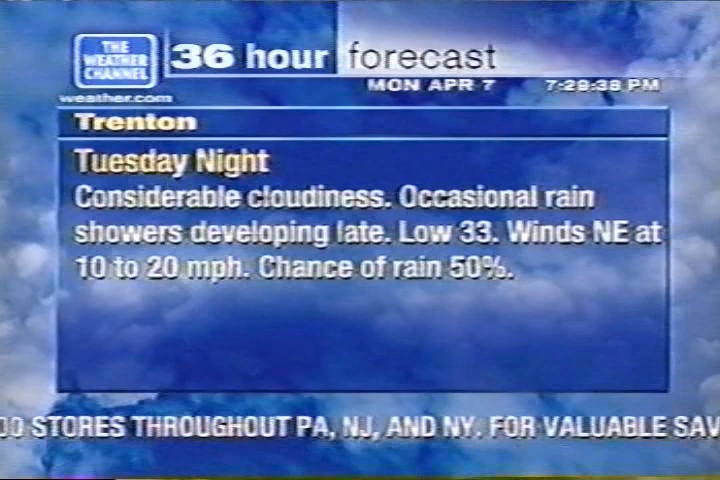 THE
WEATHER
CHANNEL
36 hour forecast
weather.com
MON APR 7 7:29:38 PM
Trenton
Tuesday Night
Considerable cloudiness. Occasional rain
showers developing late. Low 33. Winds NE at
10 to 20 mph. Chance of rain 50%.
00 STORES THROUGHOUT PA, NJ, AND NY. FOR VALUABLE SAV